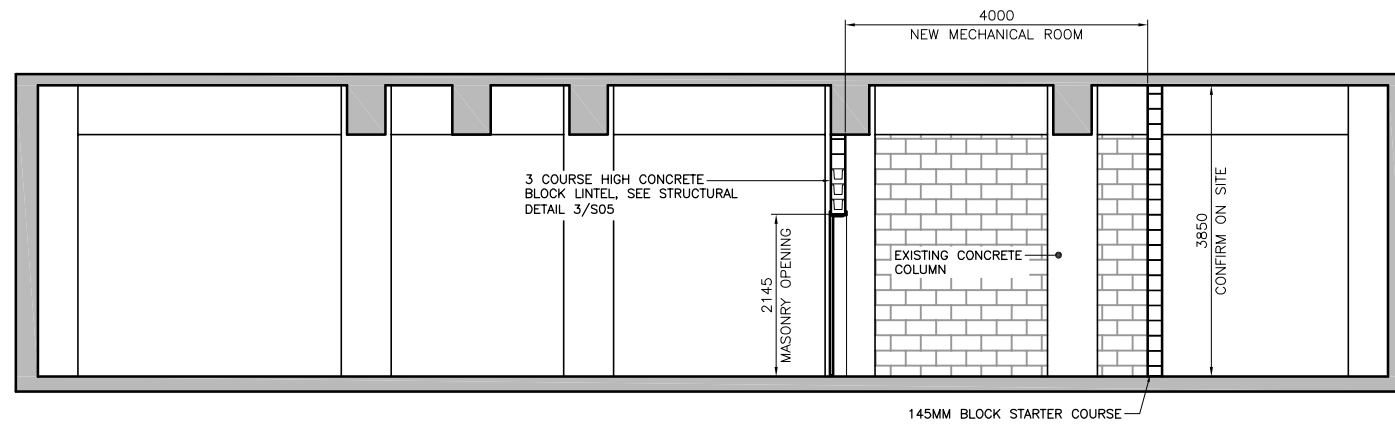 4000
NEW MECHANICAL ROOM
3 COURSE HIGH CONCRETE
BLOCK LINTEL, SEE STRUCTURAL
DETAIL 3/S05
2145
MASONRY OPENING
EXISTING CONCRETE
COLUMN
3850
CONFIRM ON SITE
145MM BLOCK STARTER COURSE